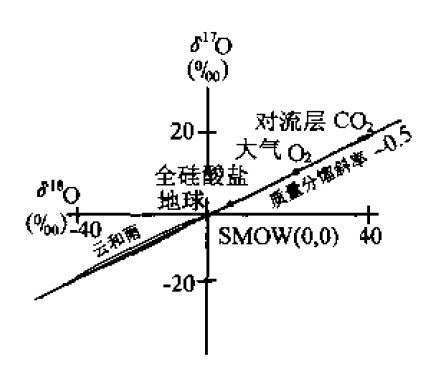 δ¹⁷O
(‰)
20
对流层 CO₂
大气 O₂
质量分馏斜率 ~0.5
全硅酸盐
地球
δ¹⁸O
(‰)
-40
云和雨
SMOW(0,0)
40
-20